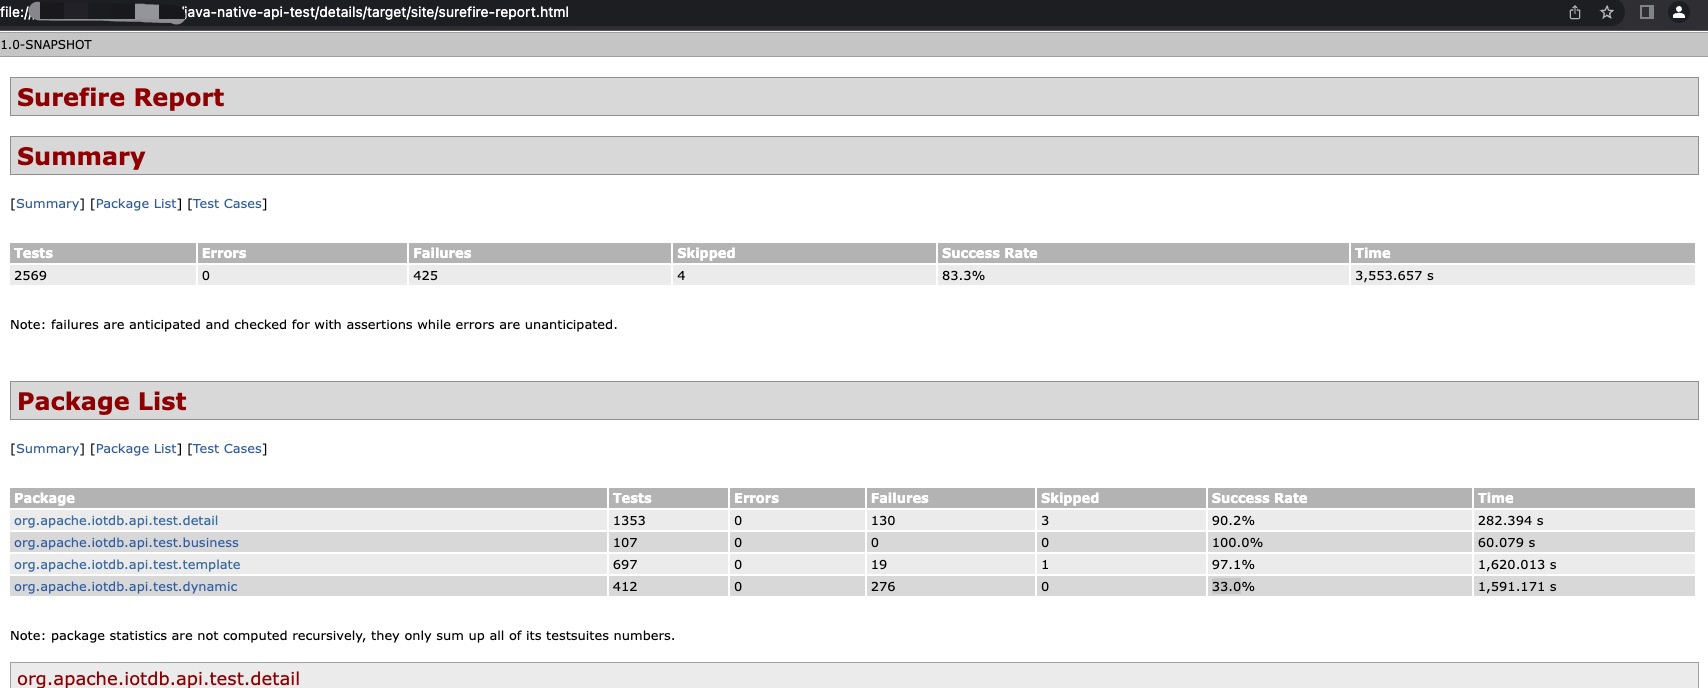 file:// java-native-api-test/details/target/site/surefire-report.html
1.0-SNAPSHOT
Surefire Report
Summary
[Summary] [Package List] [Test Cases]
Tests Errors Failures Skipped Success Rate Time
2569 0 425 4 83.3% 3,553.657 s
Note: failures are anticipated and checked for with assertions while errors are unanticipated.
Package List
[Summary] [Package List] [Test Cases]
Package Tests Errors Failures Skipped Success Rate Time
org.apache.iotdb.api.test.detail 1353 0 130 3 90.2% 282.394 s
org.apache.iotdb.api.test.business 107 0 0 0 100.0% 60.079 s
org.apache.iotdb.api.test.template 697 0 19 1 97.1% 1,620.013 s
org.apache.iotdb.api.test.dynamic 412 0 276 0 33.0% 1,591.171 s
Note: package statistics are not computed recursively, they only sum up all of its testsuites numbers.
org.apache.iotdb.api.test.detail